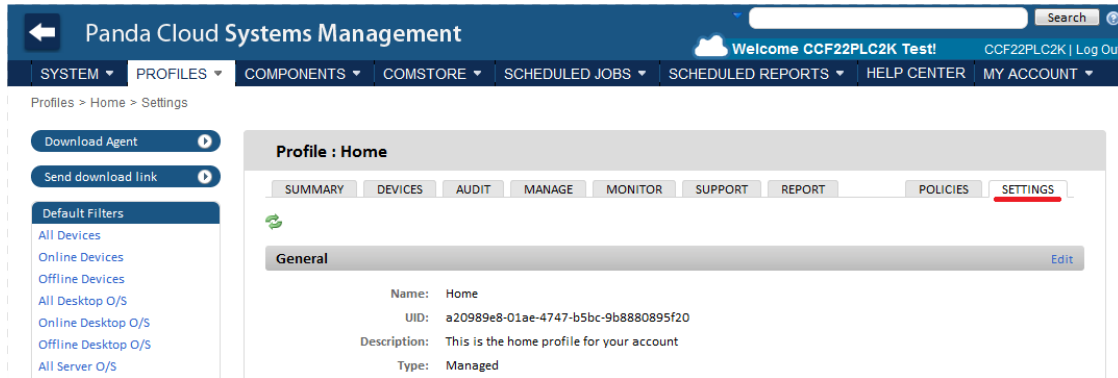 Search
Panda Cloud Systems Management
Welcome CCF22PLC2K Test!
CCF22PLC2K | Log Ou
SYSTEM PROFILES COMPONENTS COMSTORE SCHEDULED JOBS SCHEDULED REPORTS HELP CENTER MY ACCOUNT
Profiles > Home > Settings
Download Agent
Send download link
Default Filters
All Devices
Online Devices
Offline Devices
All Desktop O/S
Online Desktop O/S
Offline Desktop O/S
All Server O/S
Profile : Home
SUMMARY DEVICES AUDIT MANAGE MONITOR SUPPORT REPORT POLICIES SETTINGS
General Edit
Name: Home
UID: a20989e8-01ae-4747-b5bc-9b8880895f20
Description: This is the home profile for your account
Type: Managed